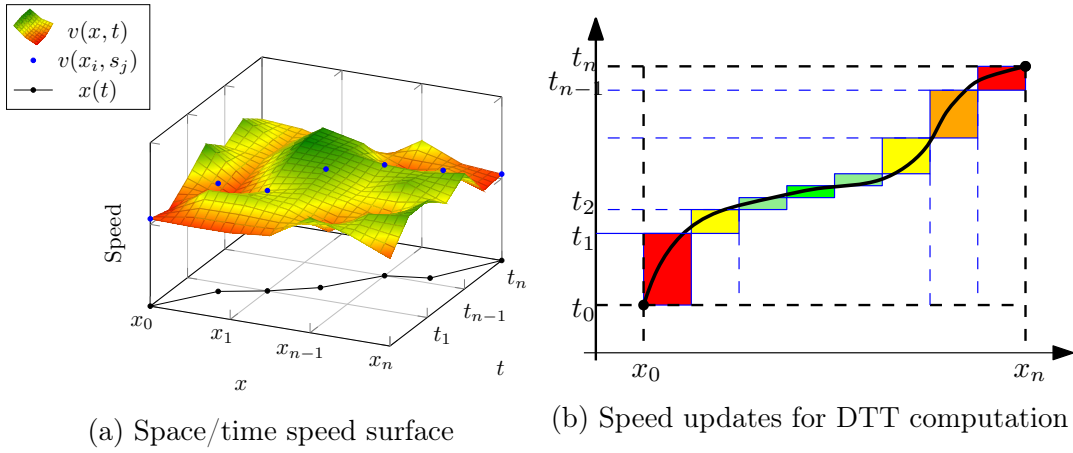 v(x, t)
v(x_i, s_j)
x(t)
Speed
x_0
x_1
x_{n−1}
x_n
x
t_1
t_{n−1}
t_n
t
(a) Space/time speed surface
t_n
t_{n−1}
t_2
t_1
t_0
x_0
x_n
(b) Speed updates for DTT computation